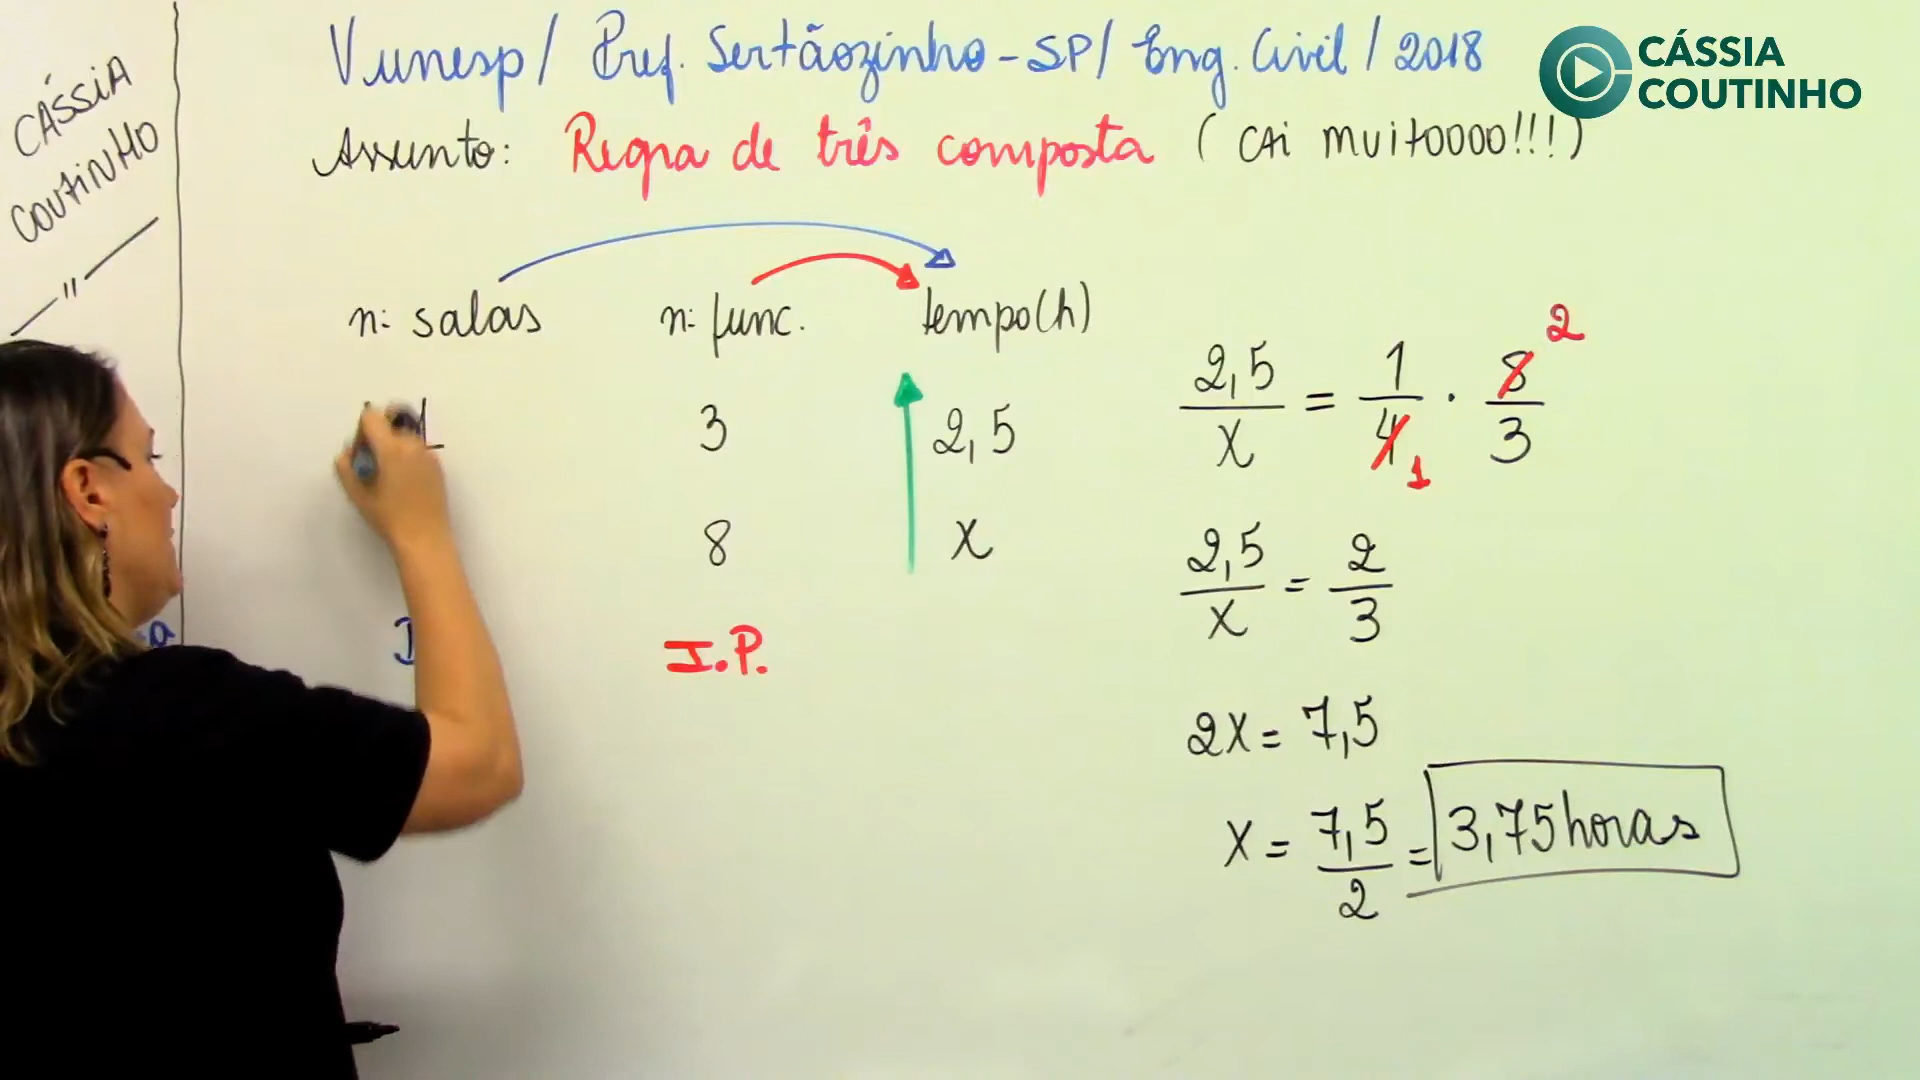 CÁSSIA
COUTINHO
CÁSSIA
COUTINHO
Vunesp / Pref. Sertãozinho - SP / Eng. Civil / 2018
Assunto: Regra de três composta (CAi MUitOOOO!!!)
n: salas n: func. tempo(h)
1 3 2,5
8 x
I.P.
2,5/x = 1/4 1 · 8/3 2
2,5/x = 2/3
2x = 7,5
x = 7,5/2 = 3,75 horas